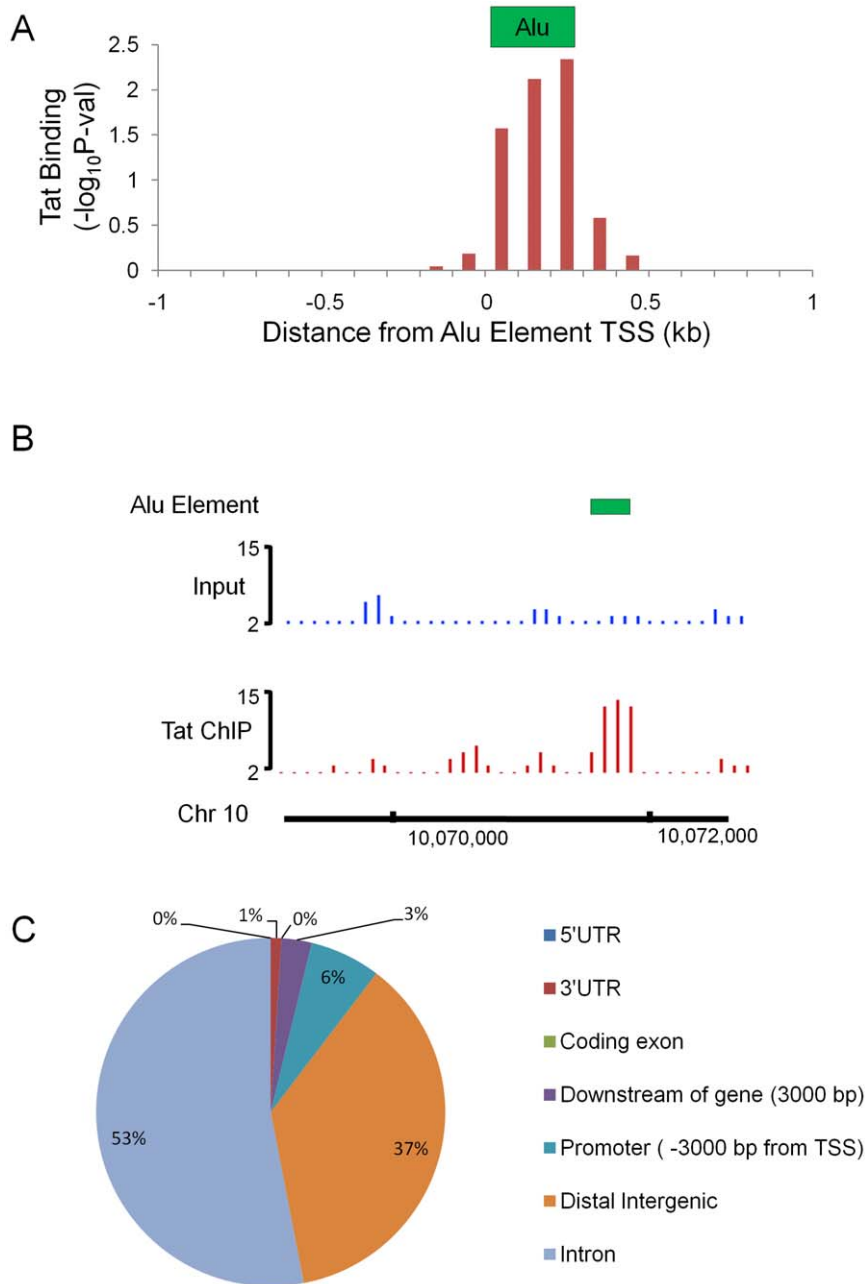 A
Alu
2.5
2
1.5
1
0.5
0
Tat Binding
(-log10P-val)
-1
-0.5
0
0.5
1
Distance from Alu Element TSS (kb)
B
Alu Element
15
Input
2
15
Tat ChIP
2
Chr 10
10,070,000
10,072,000
C
0%
1%
0%
3%
6%
37%
53%
5'UTR
3'UTR
Coding exon
Downstream of gene (3000 bp)
Promoter ( -3000 bp from TSS)
Distal Intergenic
Intron